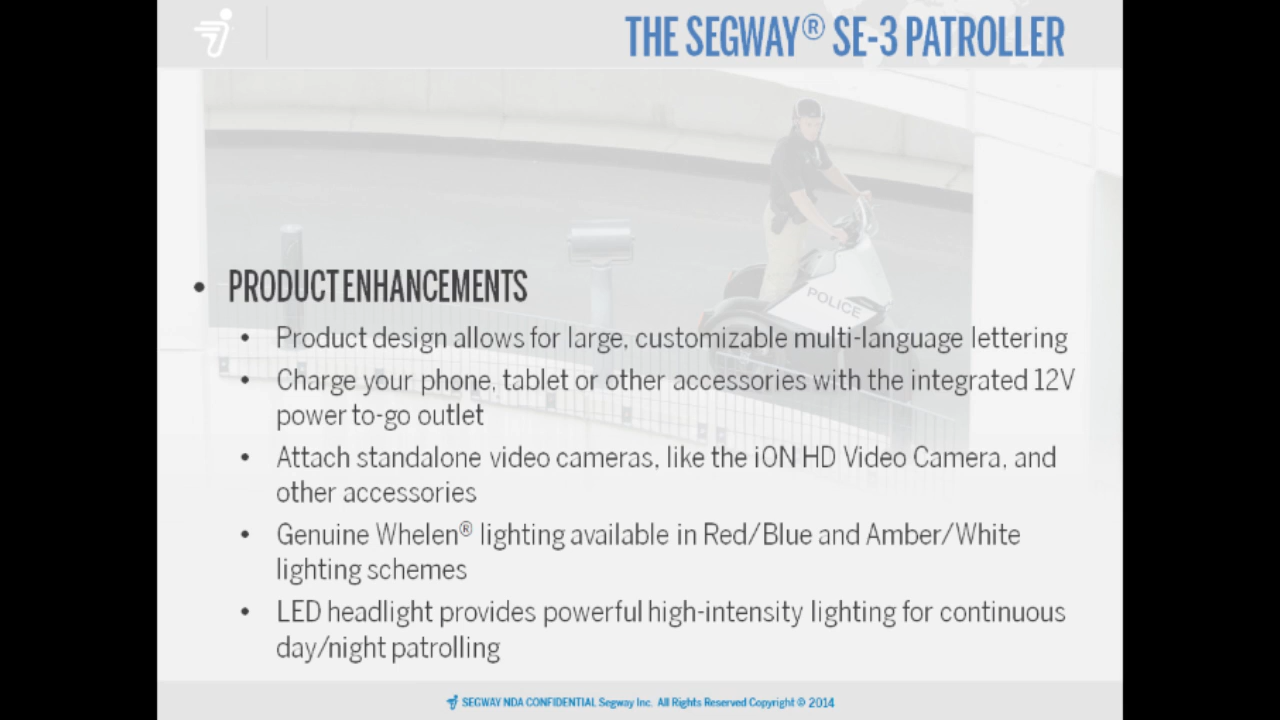 THE SEGWAY® SE-3 PATROLLER
POLICE
• PRODUCT ENHANCEMENTS
• Product design allows for large, customizable multi-language lettering
• Charge your phone, tablet or other accessories with the integrated 12V
power to-go outlet
• Attach standalone video cameras, like the iON HD Video Camera, and
other accessories
• Genuine Whelen® lighting available in Red/Blue and Amber/White
lighting schemes
• LED headlight provides powerful high-intensity lighting for continuous
day/night patrolling
SEGWAY NDA CONFIDENTIAL Segway Inc. All Rights Reserved Copyright © 2014